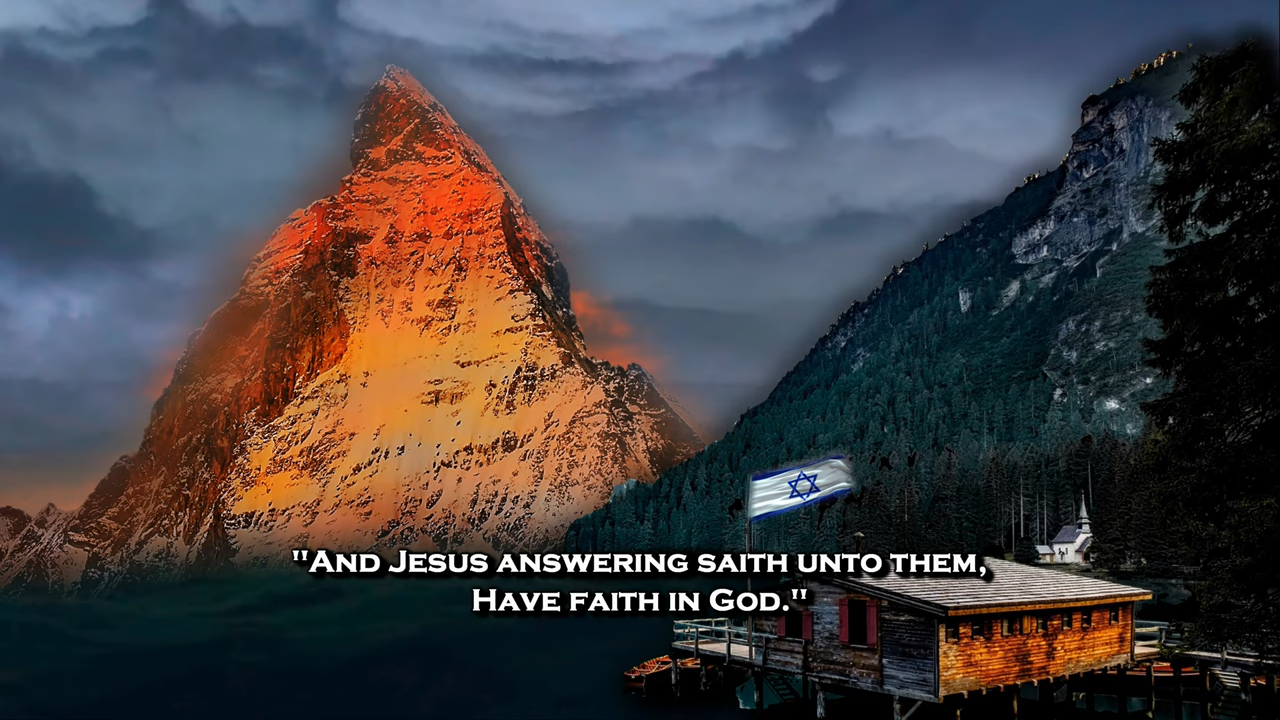 "And Jesus answering saith unto them,
Have faith in God."